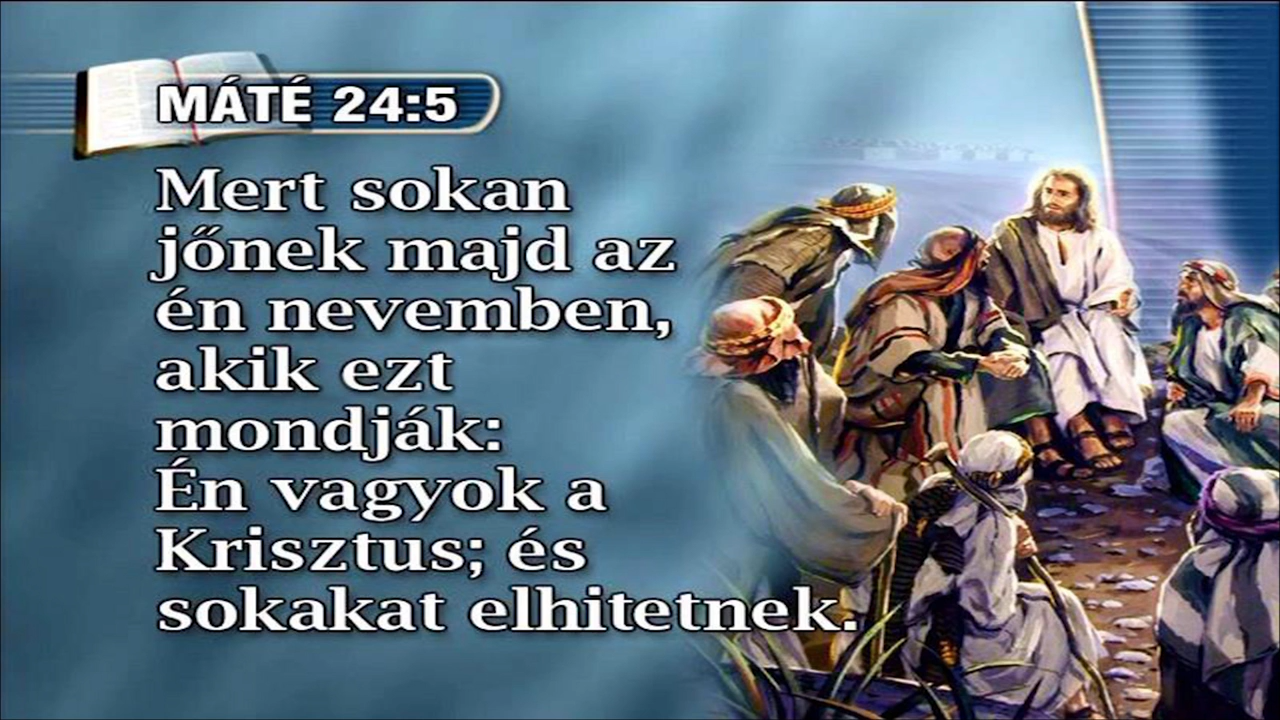 MÁTÉ 24:5
Mert sokan
jőnek majd az
én nevemben,
akik ezt
mondják:
Én vagyok a
Krisztus; és
sokakat elhitetnek.